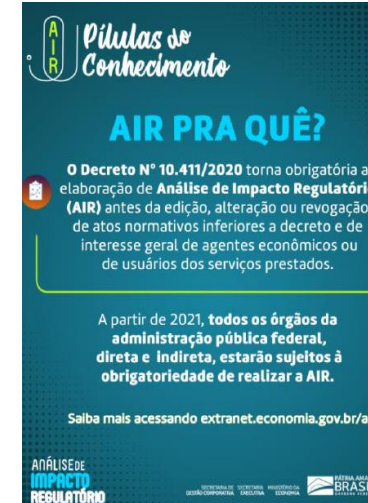 AIR
Pílulas do
Conhecimento
AIR PRA QUÊ?
O Decreto Nº 10.411/2020 torna obrigatória a
elaboração de Análise de Impacto Regulatóri
(AIR) antes da edição, alteração ou revogação
de atos normativos inferiores a decreto e de
interesse geral de agentes econômicos ou
de usuários dos serviços prestados.
A partir de 2021, todos os órgãos da
administração pública federal,
direta e indireta, estarão sujeitos à
obrigatoriedade de realizar a AIR.
Saiba mais acessando extranet.economia.gov.br/a
ANÁLISE DE
IMPACTO
REGULATÓRIO
SECRETARIA DE
GESTÃO CORPORATIVA
SECRETARIA
EXECUTIVA
MINISTÉRIO DA
ECONOMIA
PÁTRIA AMA
BRASI
GOVERNO FEDE